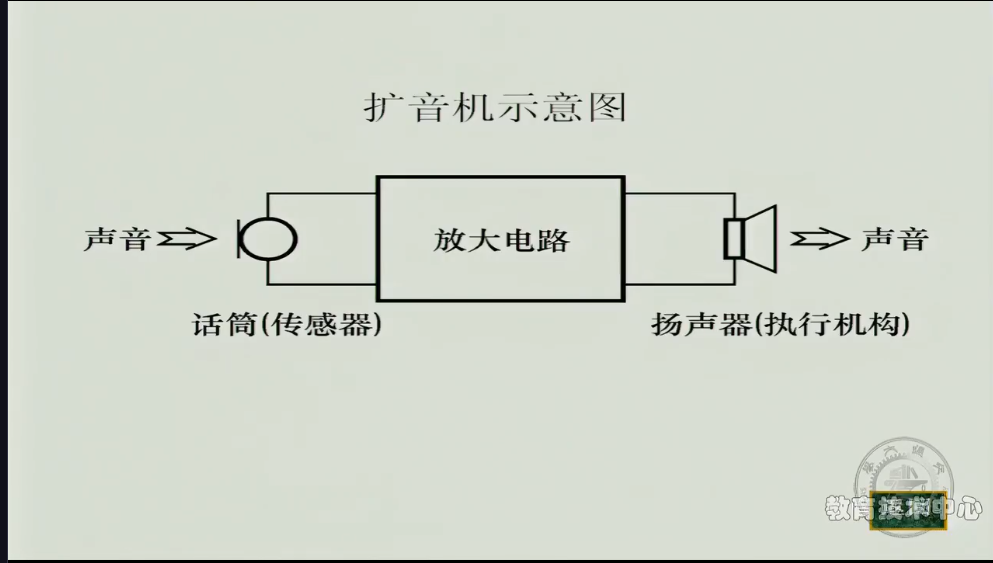 扩音机示意图
声音
放大电路
声音
话筒(传感器)
扬声器(执行机构)
教育技术中心